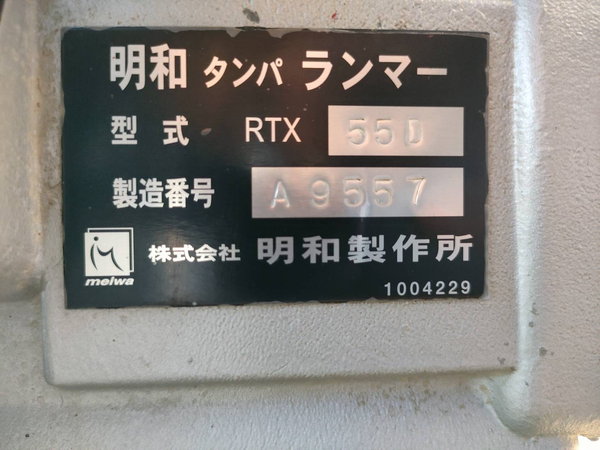 明和 タンパ ランマー
型式 RTX 55D
製造番号 A9557
meiwa 株式会社 明和製作所
1004229